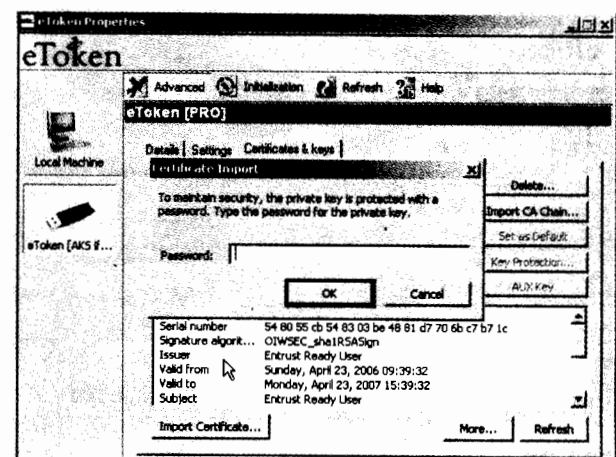 eToken Properties
eToken
Advanced Initialization Refresh Help
eToken [PRO]
Local Machine
eToken [AKS if...
Details Settings Certificates & keys
Certificate Import
To maintain security, the private key is protected with a
password. Type the password for the private key.
Password:
OK Cancel
Delete...
Import CA Chain...
Set as Default
Key Protection...
AUX Key
Serial number 54 80 55 cb 54 83 03 be 48 81 d7 70 6b c7 b7 1c
Signature algorit... OIWSEC_sha1RSASign
Issuer Entrust Ready User
Valid from Sunday, April 23, 2006 09:39:32
Valid to Monday, April 23, 2007 15:39:32
Subject Entrust Ready User
Import Certificate... More... Refresh